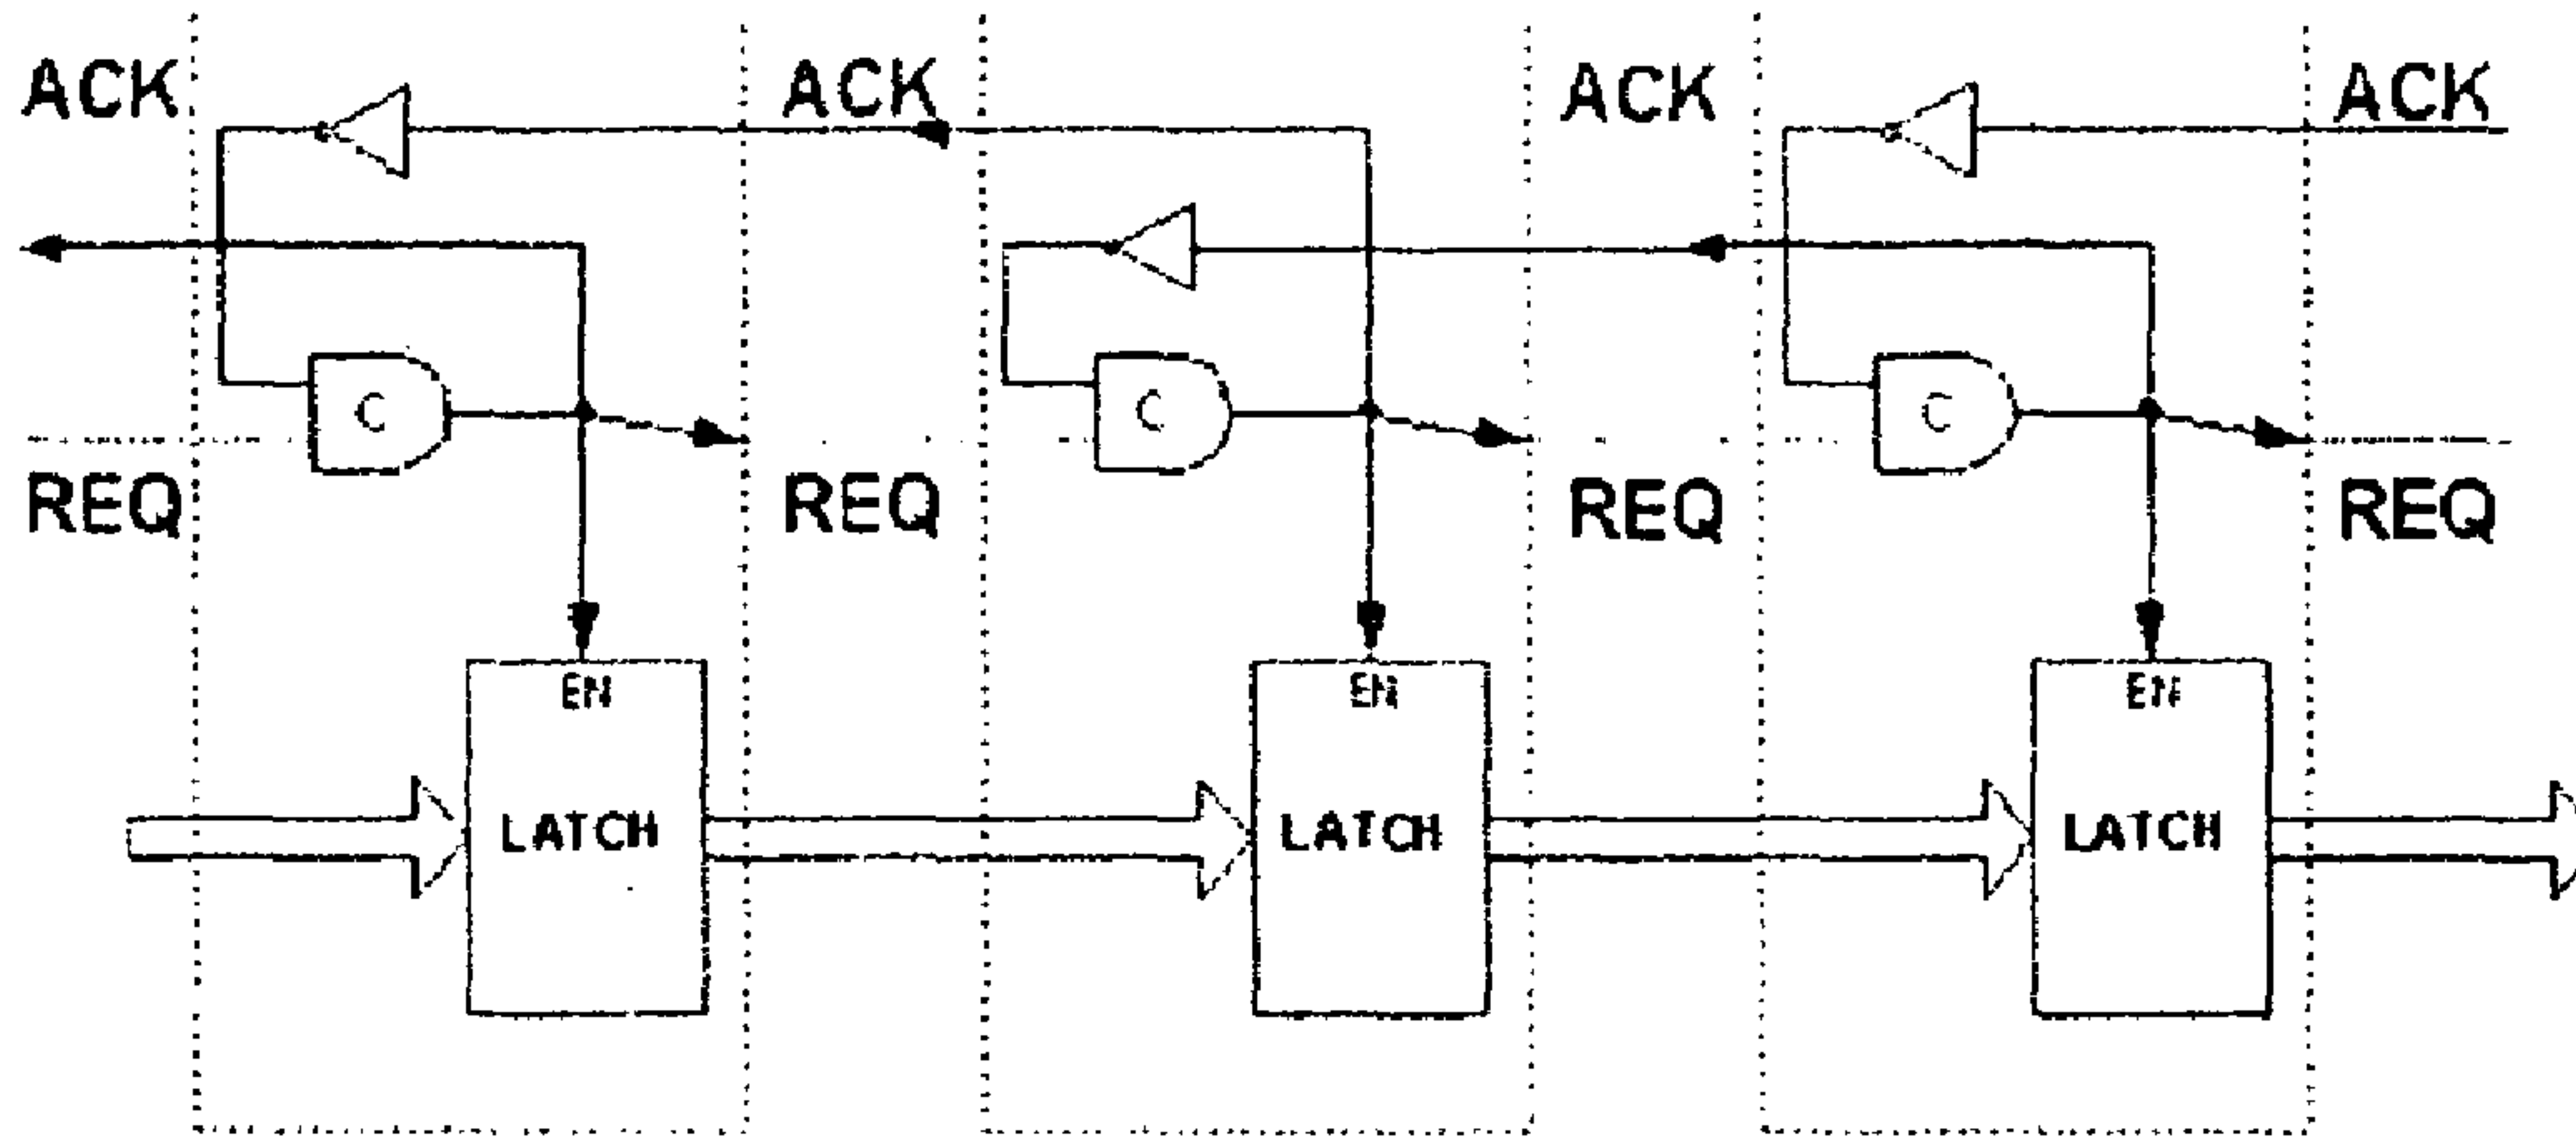 ACK ACK ACK ACK
C C C
REQ REQ REQ REQ
EN EN EN
LATCH LATCH LATCH